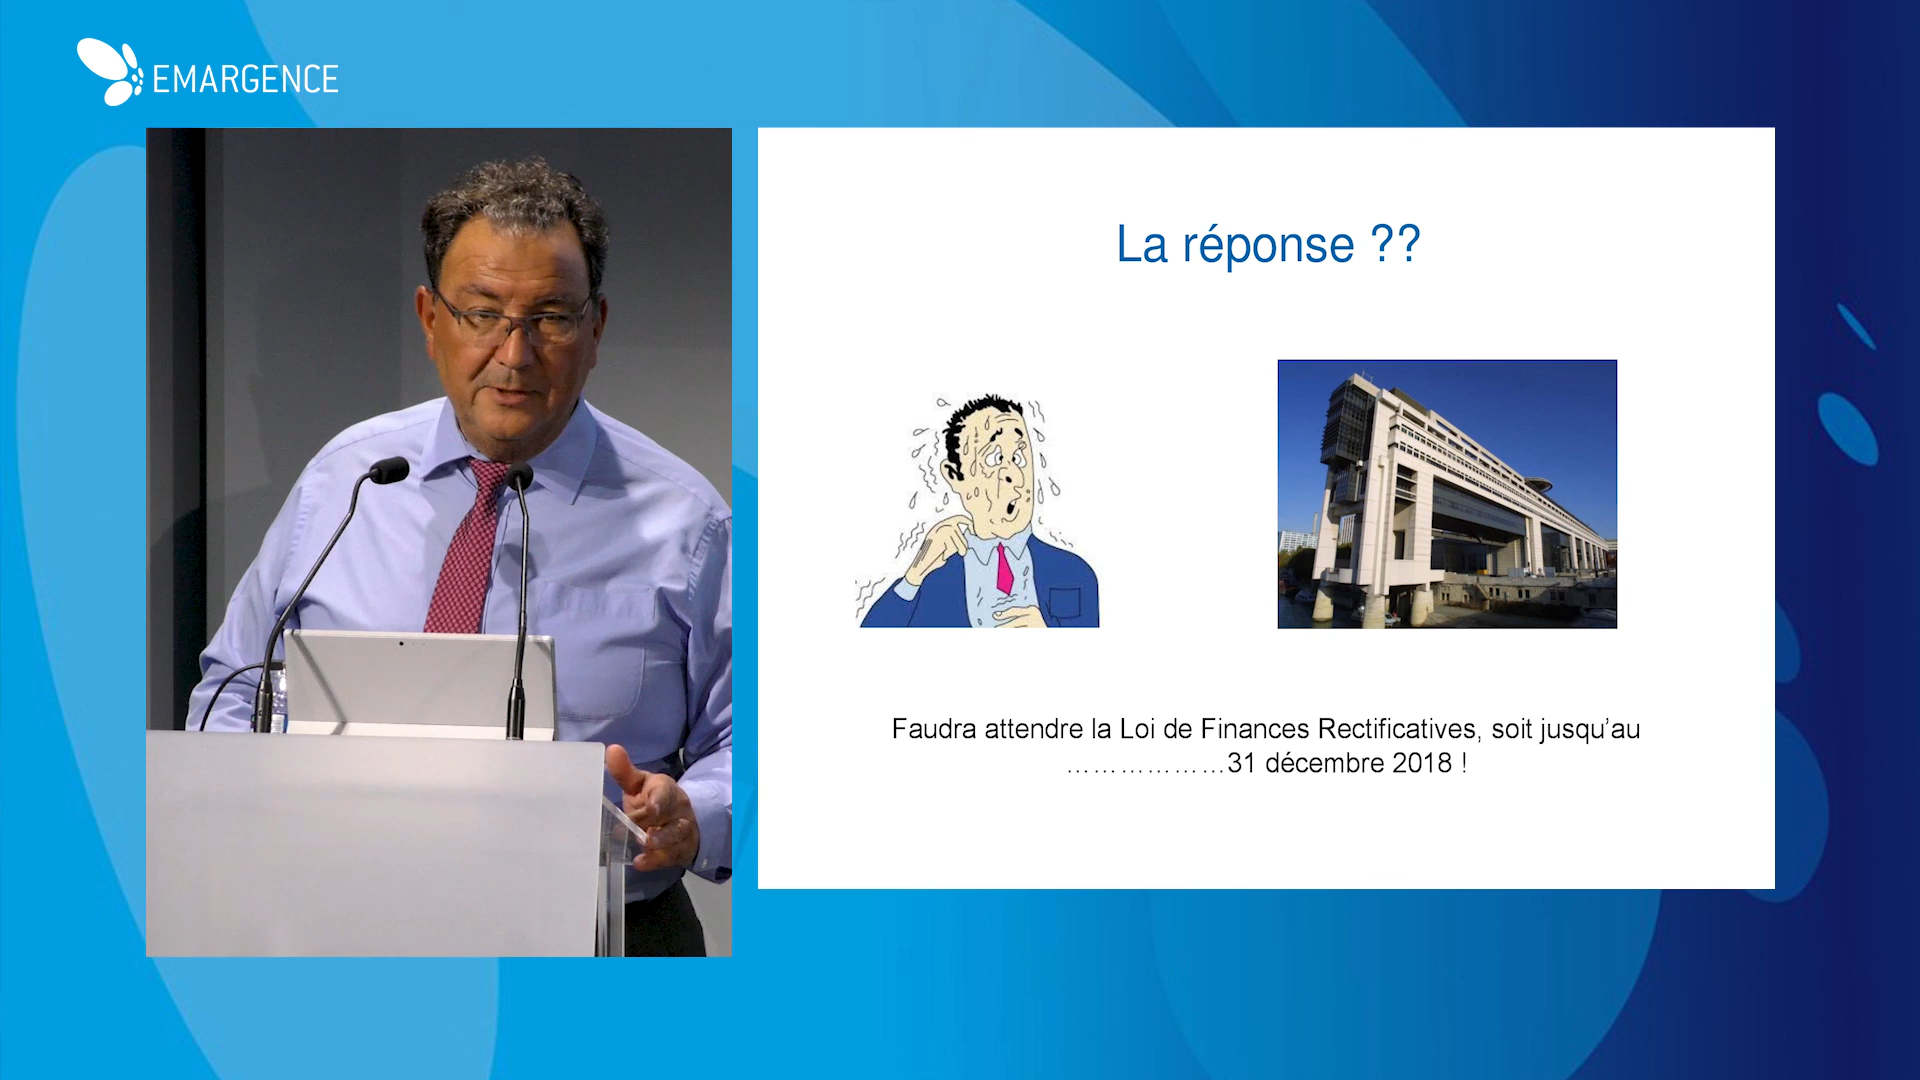 EMARGENCE
La réponse ??
Faudra attendre la Loi de Finances Rectificatives, soit jusqu’au
………………31 décembre 2018 !